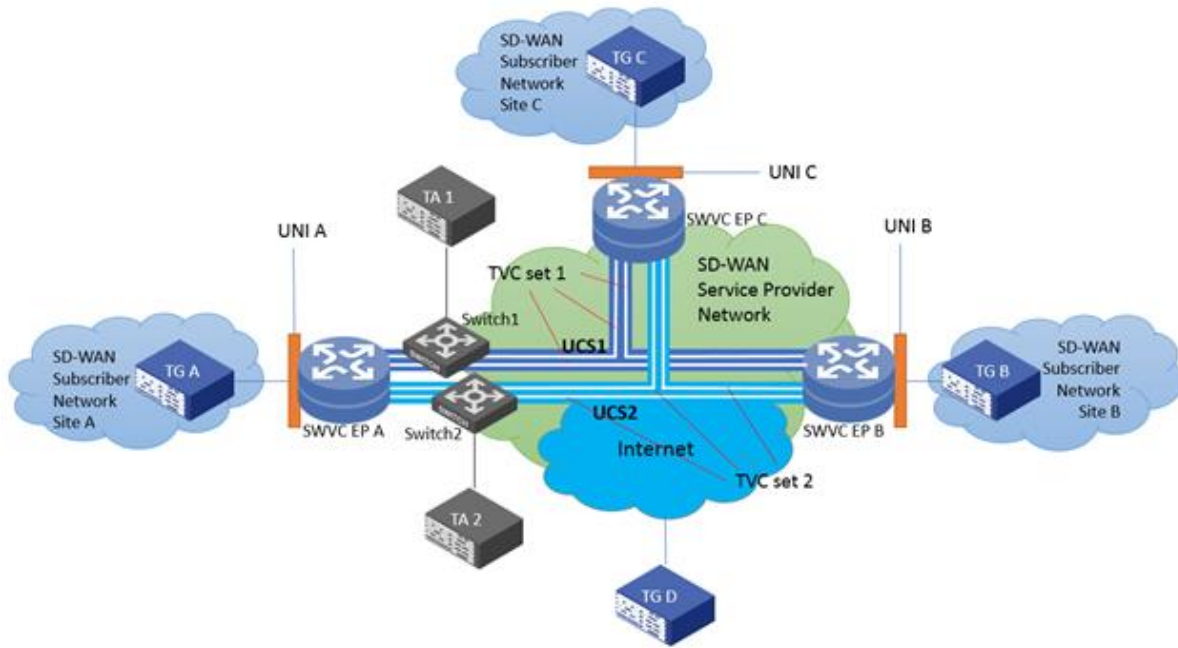 SD-WAN
Subscriber
Network
Site C
TG C
UNI C
TA 1
SWVC EP C
UNI A
UNI B
TVC set 1
SD-WAN
Service Provider
Network
Switch1
SWITCH
UCS1
SD-WAN
Subscriber
Network
Site A
TG A
SWVC EP A
SWITCH
Switch2
UCS2
Internet
SWVC EP B
TG B
SD-WAN
Subscriber
Network
Site B
TVC set 2
TA 2
TG D